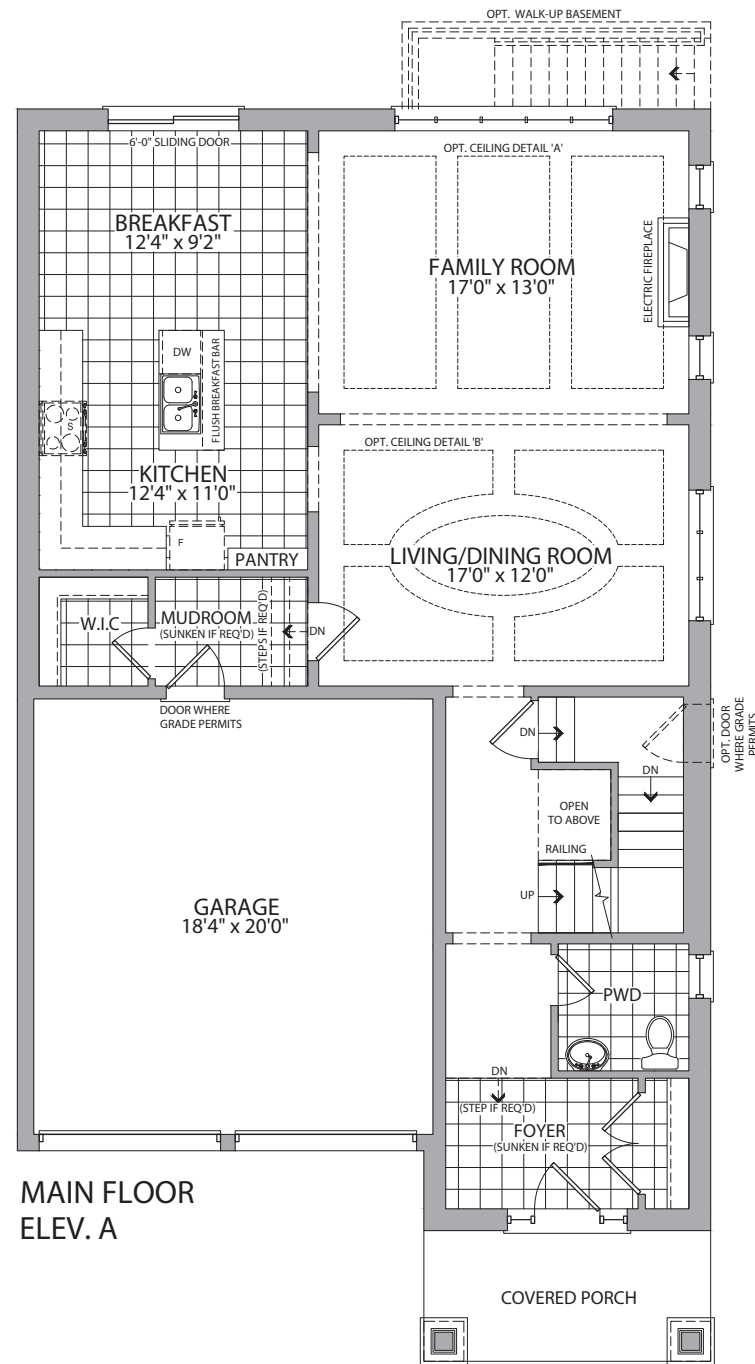 OPT. WALK-UP BASEMENT
6'-0" SLIDING DOOR
OPT. CEILING DETAIL 'A'
BREAKFAST
12'4" x 9'2"
FAMILY ROOM
17'0" x 13'0"
ELECTRIC FIREPLACE
DW
FLUSH BREAKFAST BAR
S
OPT. CEILING DETAIL 'B'
KITCHEN
12'4" x 11'0"
F
PANTRY
LIVING/DINING ROOM
17'0" x 12'0"
W.I.C
MUDROOM
(SUNKEN IF REQ'D)
(STEPS IF REQ'D)
DN
DOOR WHERE
GRADE PERMITS
DN
OPT. DOOR
WHERE GRADE
PERMITS
DN
OPEN
TO ABOVE
RAILING
UP
GARAGE
18'4" x 20'0"
PWD
DN
(STEP IF REQ'D)
FOYER
(SUNKEN IF REQ'D)
MAIN FLOOR
ELEV. A
COVERED PORCH